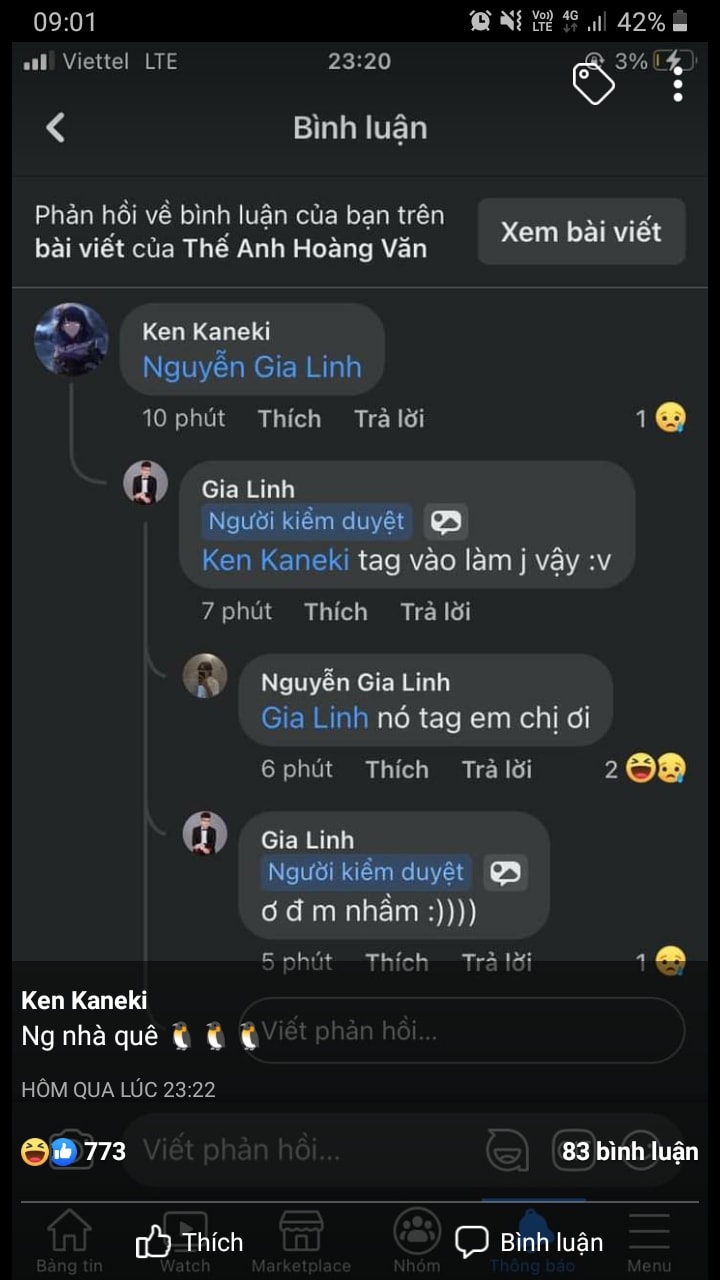 09:01
Vo) LTE 4G 42%
Viettel LTE 23:20 3%
Bình luận
Phản hồi về bình luận của bạn trên
bài viết của Thế Anh Hoàng Văn
Xem bài viết
Ken Kaneki
Nguyễn Gia Linh
10 phút Thích Trả lời 1
Gia Linh
Người kiểm duyệt
Ken Kaneki tag vào làm j vậy :v
7 phút Thích Trả lời
Nguyễn Gia Linh
Gia Linh nó tag em chị ơi
6 phút Thích Trả lời 2
Gia Linh
Người kiểm duyệt
ơ đ m nhầm :))))
5 phút Thích Trả lời 1
Ken Kaneki
Ng nhà quê 🐧 🐧 🐧
Viết phản hồi...
HÔM QUA LÚC 23:22
773
Viết phản hồi...
83 bình luận
Thích
Bình luận
Bảng tin Watch Marketplace Nhóm Thông báo Menu